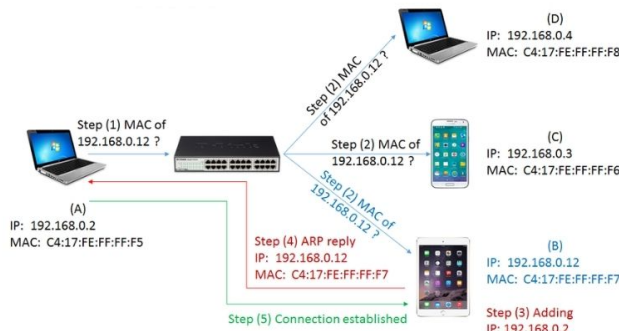 (D)
IP: 192.168.0.4
MAC: C4:17:FE:FF:FF:F8
Step (2) MAC
of 192.168.0.12 ?
Step (1) MAC of
192.168.0.12 ?
Step (2) MAC of
192.168.0.12 ?
(C)
IP: 192.168.0.3
MAC: C4:17:FE:FF:FF:F6
Step (2) MAC of
192.168.0.12 ?
(A)
IP: 192.168.0.2
MAC: C4:17:FE:FF:FF:F5
Step (4) ARP reply
IP: 192.168.0.12
MAC: C4:17:FE:FF:FF:F7
(B)
IP: 192.168.0.12
MAC: C4:17:FE:FF:FF:F7
Step (5) Connection established
Step (3) Adding
IP: 192.168.0.2